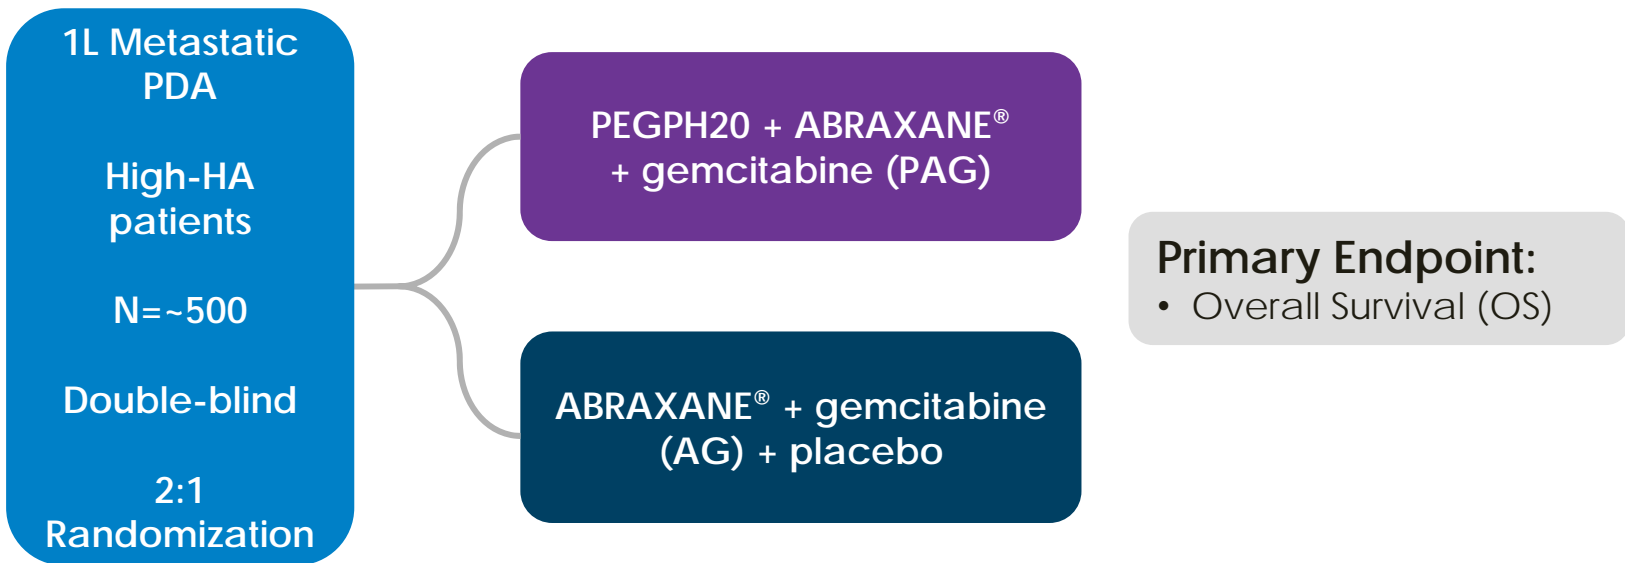 1L Metastatic
PDA
High-HA
patients
N=~500
Double-blind
2:1
Randomization
PEGPH20 + ABRAXANE®
+ gemcitabine (PAG)
ABRAXANE® + gemcitabine
(AG) + placebo
Primary Endpoint:
• Overall Survival (OS)